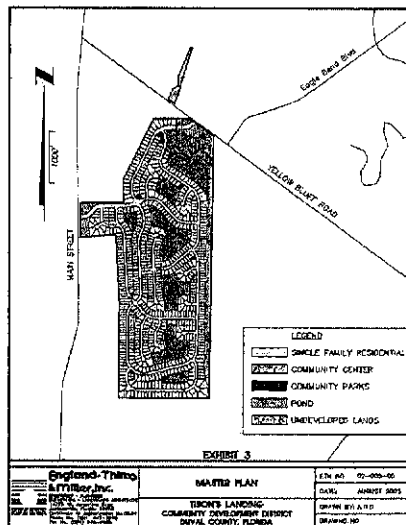 Eagle Bend Blvd
1000'
YELLOW BLUFF ROAD
MAIN STREET
LEGEND
SINGLE FAMILY RESIDENTIAL
COMMUNITY CENTER
COMMUNITY PARKS
POND
UNDEVELOPED LANDS
EXHIBIT 3
England-Thims
& Miller, Inc.
MASTER PLAN
TISON'S LANDING
COMMUNITY DEVELOPMENT DISTRICT
DUVAL COUNTY, FLORIDA
DATE: AUGUST 2005
DRAWN BY:
DRAWING NO.